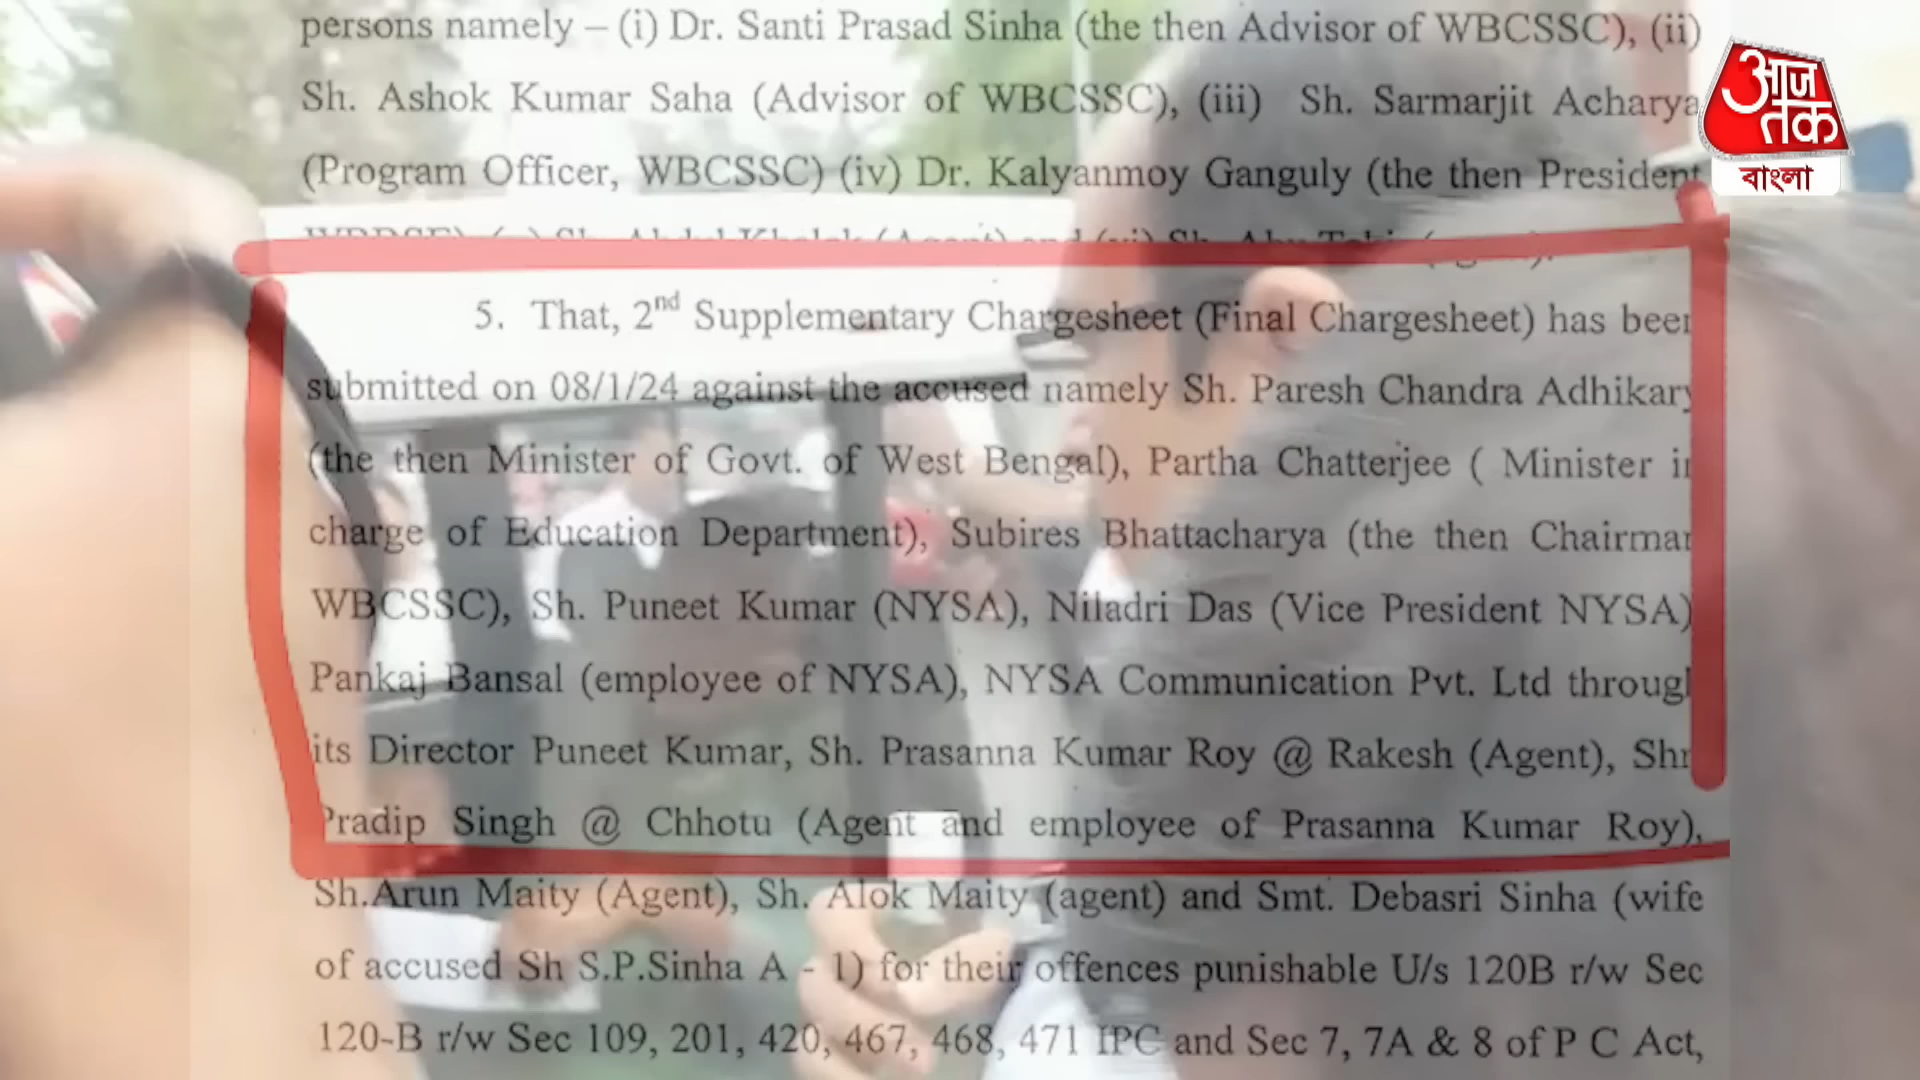 persons namely – (i) Dr. Santi Prasad Sinha (the then Advisor of WBCSSC), (ii)
Sh. Ashok Kumar Saha (Advisor of WBCSSC), (iii) Sh. Sarmarjit Acharya
(Program Officer, WBCSSC) (iv) Dr. Kalyanmoy Ganguly (the then President
आज
तक
বাংলা
5. That, 2nd Supplementary Chargesheet (Final Chargesheet) has been
submitted on 08/1/24 against the accused namely Sh. Paresh Chandra Adhikary
(the then Minister of Govt. of West Bengal), Partha Chatterjee ( Minister in
charge of Education Department), Subires Bhattacharya (the then Chairman
WBCSSC), Sh. Puneet Kumar (NYSA), Niladri Das (Vice President NYSA)
Pankaj Bansal (employee of NYSA), NYSA Communication Pvt. Ltd through
its Director Puneet Kumar, Sh. Prasanna Kumar Roy @ Rakesh (Agent), Shr
Pradip Singh @ Chhotu (Agent and employee of Prasanna Kumar Roy),
Sh.Arun Maity (Agent), Sh. Alok Maity (agent) and Smt. Debasri Sinha (wife
of accused Sh S.P.Sinha A - 1) for their offences punishable U/s 120B r/w Sec
120-B r/w Sec 109, 201, 420, 467, 468, 471 IPC and Sec 7, 7A & 8 of P C Act,